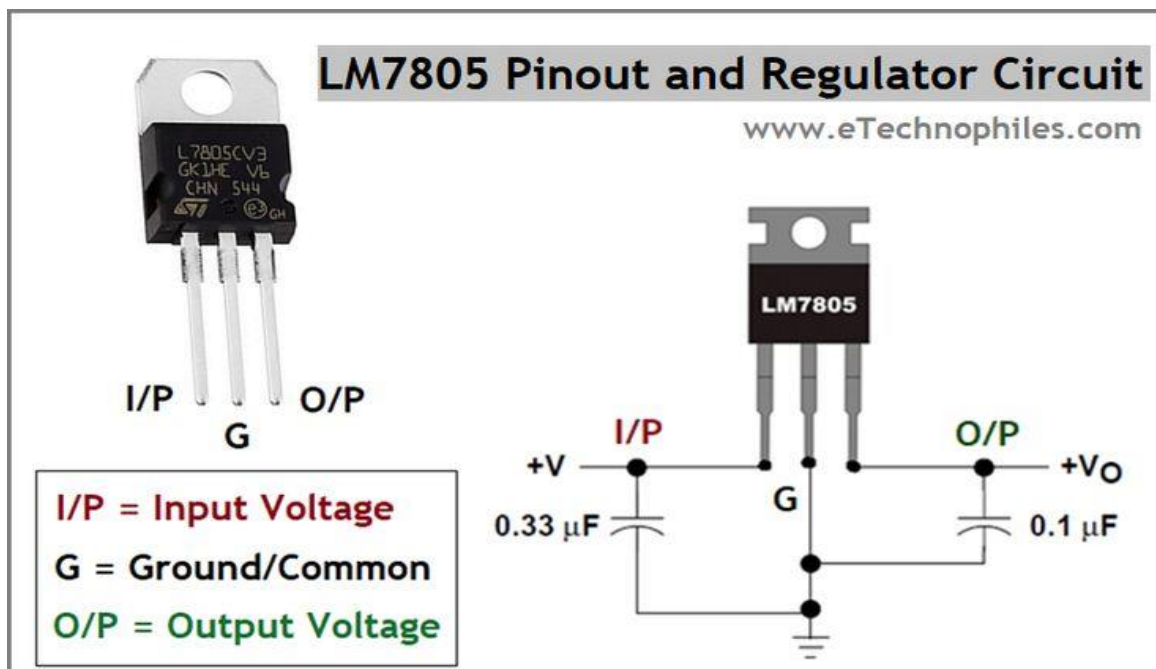 LM7805 Pinout and Regulator Circuit
www.eTechnophiles.com
L7805CV3
GK1HE V6
CHN 544
ST e3 GH
I/P
G
O/P
I/P = Input Voltage
G = Ground/Common
O/P = Output Voltage
LM7805
I/P
O/P
+V
G
+VO
0.33 µF
0.1 µF